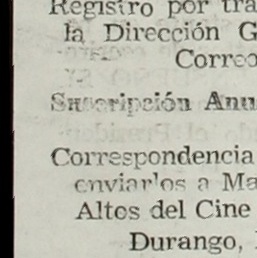 Registro por tra
la Dirección G
Correo
Suscripción Anu
Correspondencia
enviarlos a Ma
Altos del Cine
Durango,